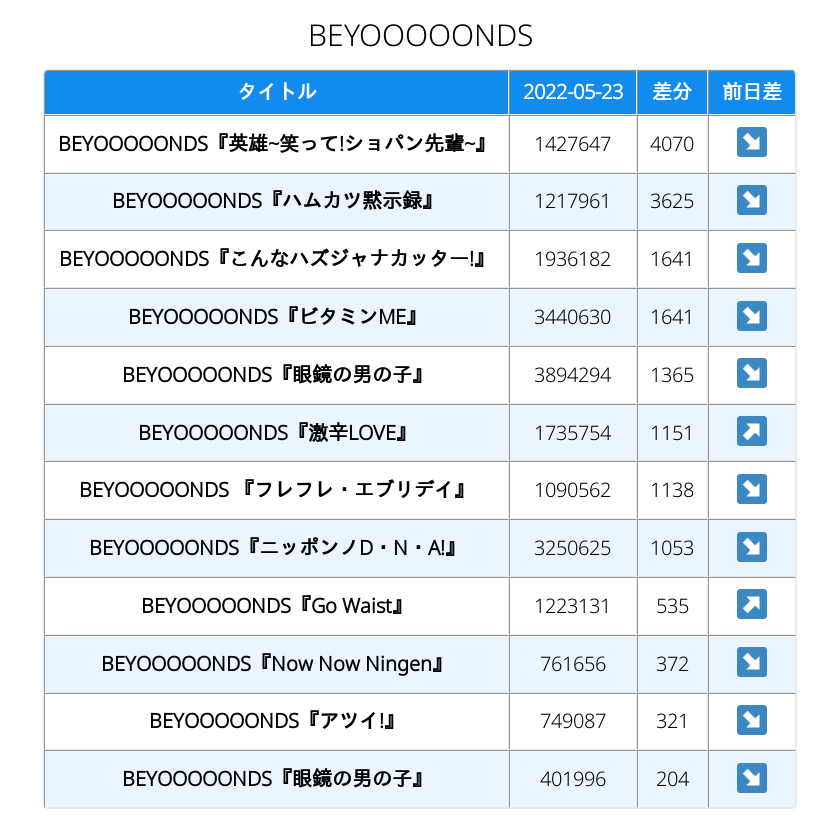 BEYOOOOONDS
タイトル 2022-05-23 差分 前日差
BEYOOOOONDS『英雄~笑って!ショパン先輩~』 1427647 4070 ↘
BEYOOOOONDS『ハムカツ黙示録』 1217961 3625 ↘
BEYOOOOONDS『こんなハズジャナカッター!』 1936182 1641 ↘
BEYOOOOONDS『ビタミンME』 3440630 1641 ↘
BEYOOOOONDS『眼鏡の男の子』 3894294 1365 ↘
BEYOOOOONDS『激辛LOVE』 1735754 1151 ↗
BEYOOOOONDS 『フレフレ・エブリデイ』 1090562 1138 ↘
BEYOOOOONDS『ニッポンノD・N・A!』 3250625 1053 ↘
BEYOOOOONDS『Go Waist』 1223131 535 ↗
BEYOOOOONDS『Now Now Ningen』 761656 372 ↘
BEYOOOOONDS『アツイ!』 749087 321 ↘
BEYOOOOONDS『眼鏡の男の子』 401996 204 ↘